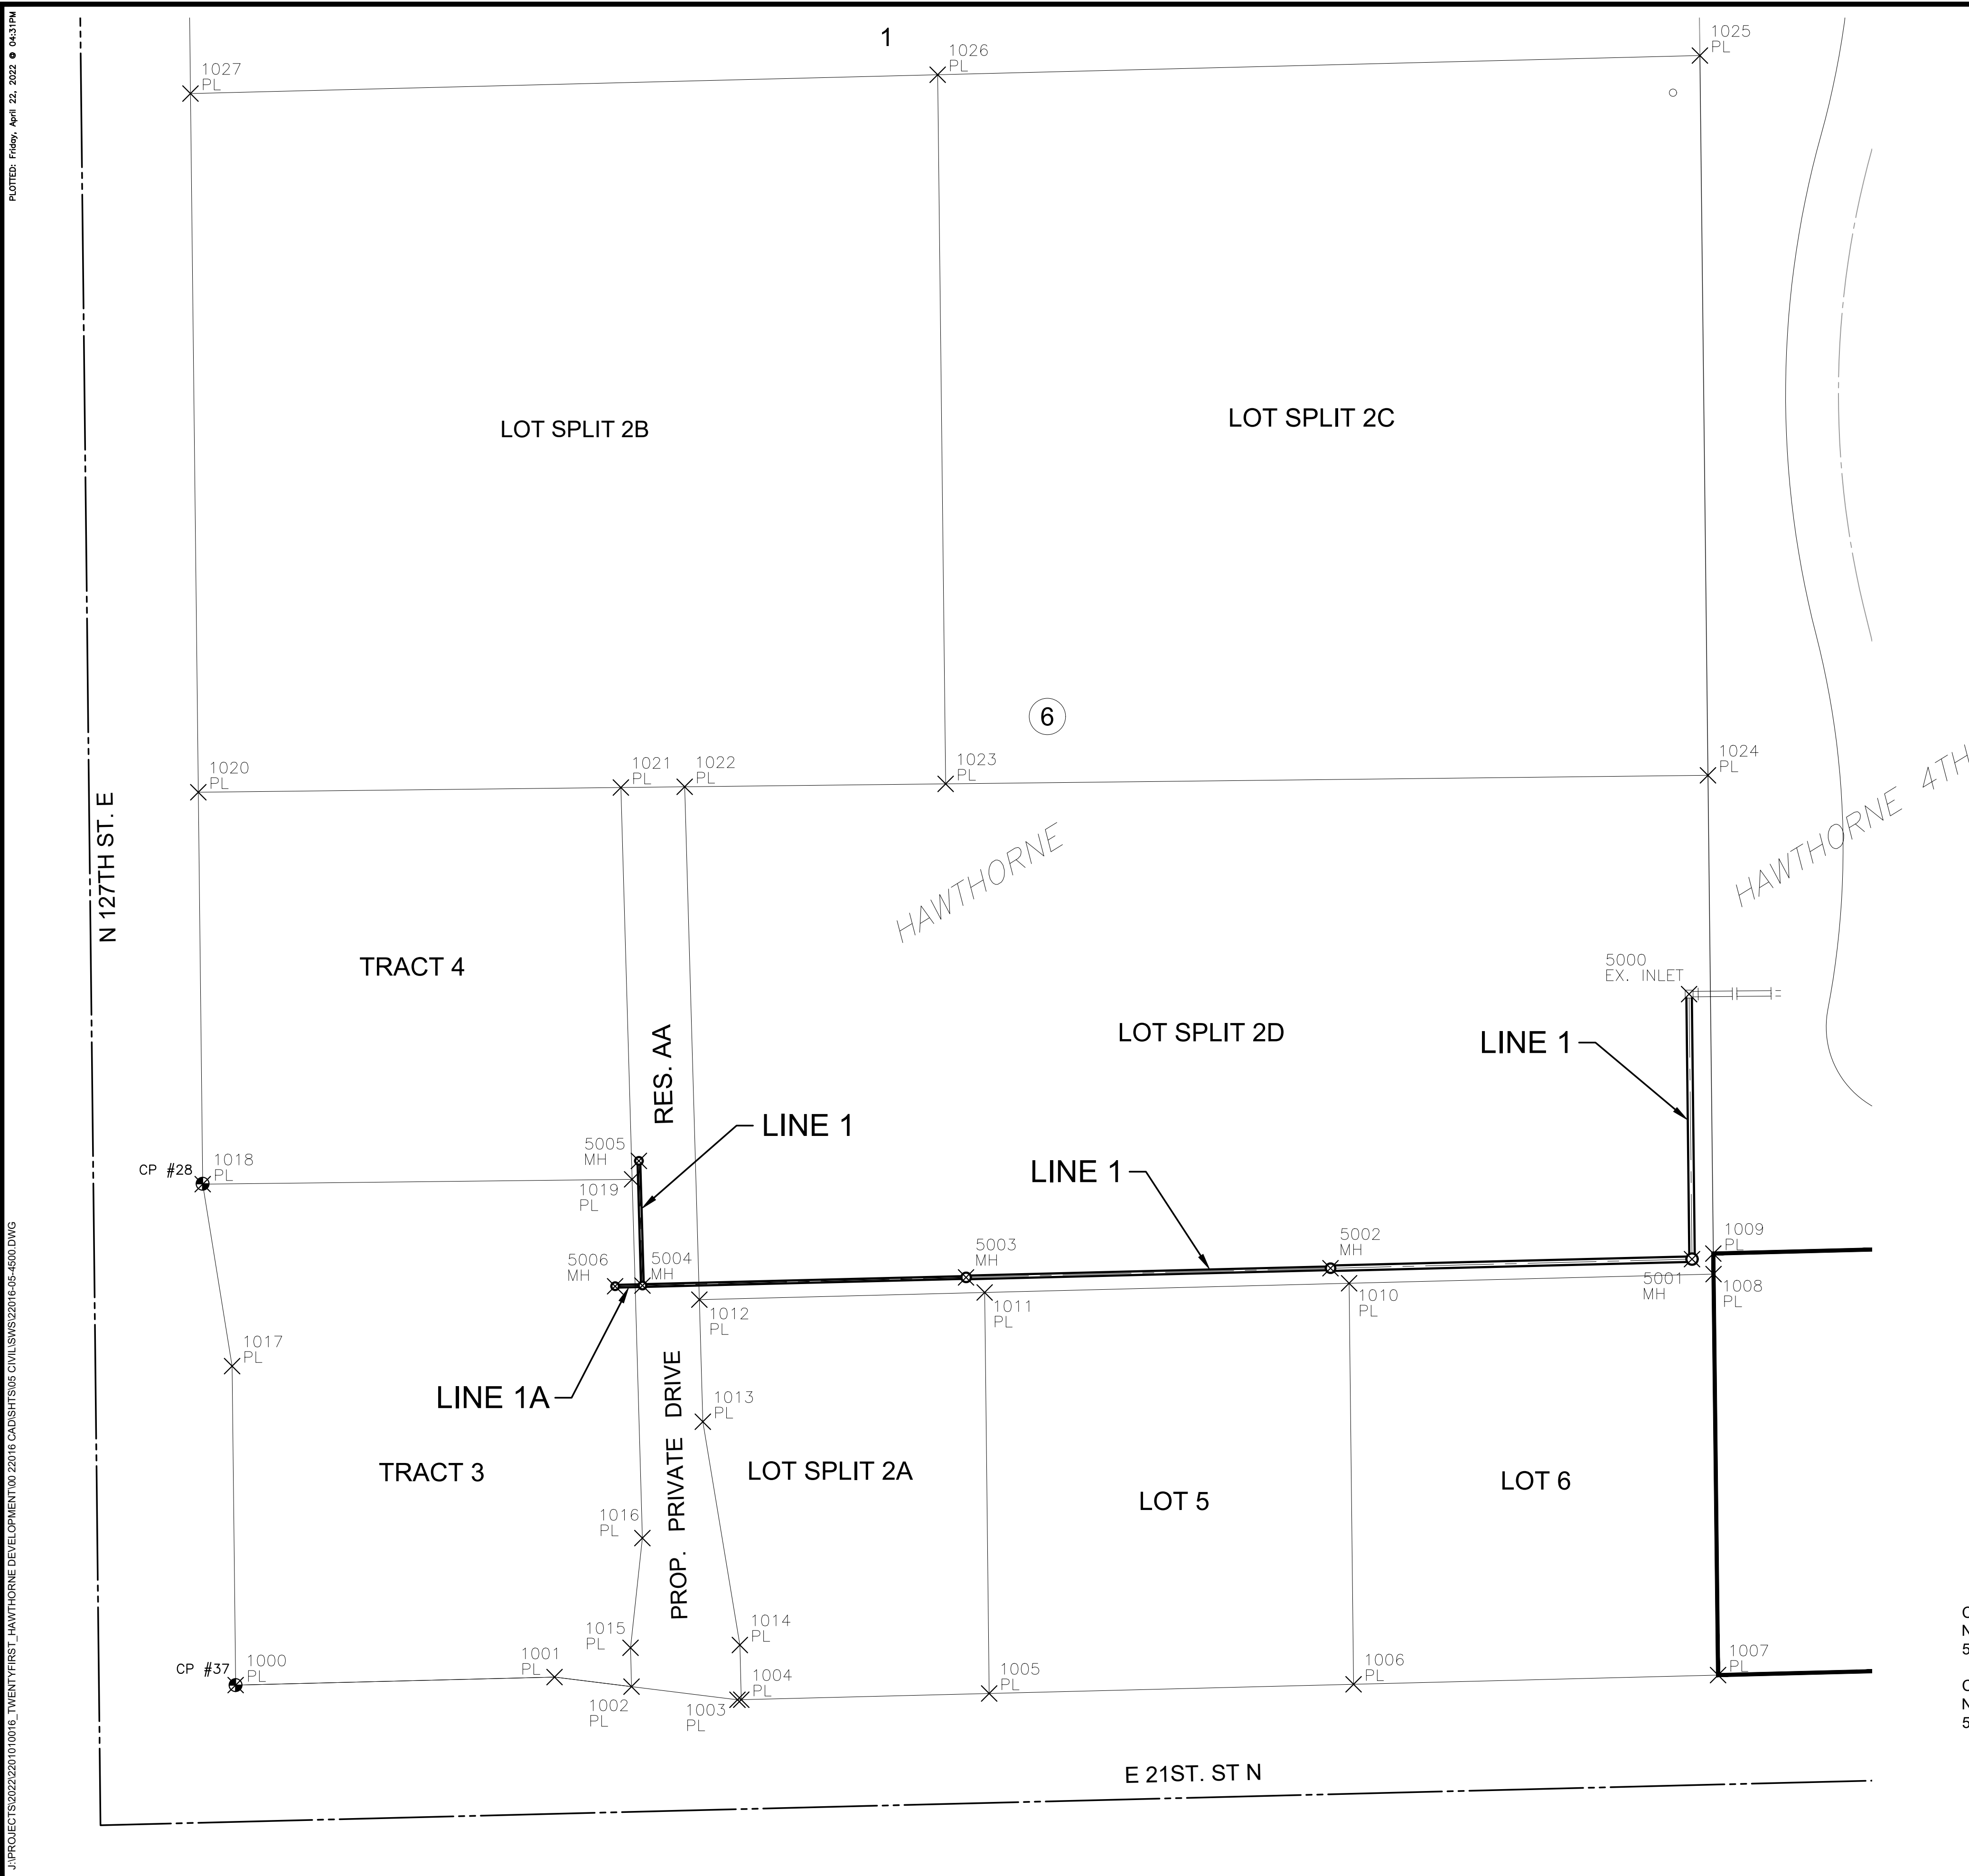 PLOTTED: Friday, April 22, 2022 @ 04:31PM
1
1025
PL
1026
PL
1027
PL
LOT SPLIT 2B
LOT SPLIT 2C
6
1020
PL
1021
PL
1022
PL
1023
PL
1024
PL
N 127TH ST. E
HAWTHORNE
HAWTHORNE 4TH
TRACT 4
RES. AA
LOT SPLIT 2D
5000
EX. INLET
LINE 1
LINE 1
LINE 1
CP #28
1018
PL
5005
MH
1019
PL
5006
MH
5004
MH
5003
MH
5002
MH
5001
MH
1009
PL
1008
PL
1012
PL
1011
PL
1010
PL
1017
PL
LINE 1A
1013
PL
PROP. PRIVATE DRIVE
TRACT 3
LOT SPLIT 2A
LOT 5
LOT 6
1016
PL
1015
PL
1014
PL
CP #37
1000
PL
1001
PL
1002
PL
1003
PL
1004
PL
1005
PL
1006
PL
1007
PL
C
N
5
C
N
5
E 21ST. ST N
J:\PROJECTS\2022\2201010016_TWENTYFIRST_HAWTHORNE DEVELOPMENT\00 22016 CAD\SHTS\05 CIVIL\SWS\22016-05-4500.DWG